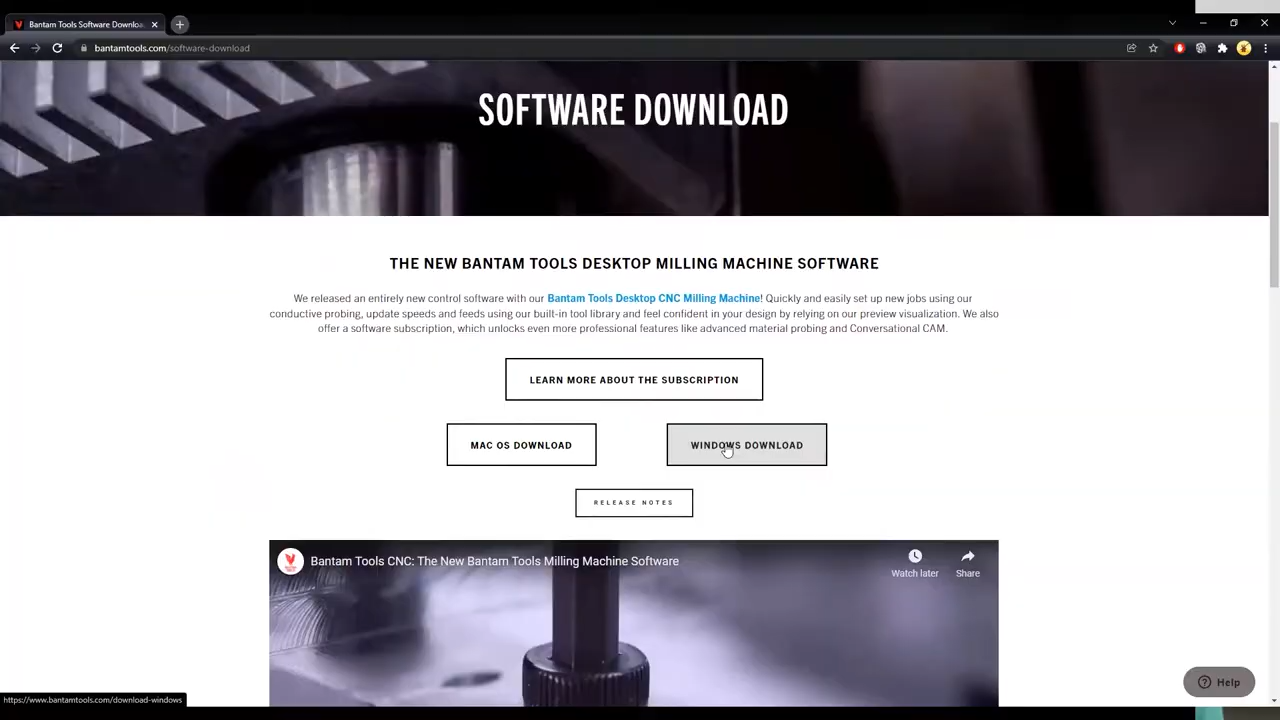 Bantam Tools Software Downloa
bantamtools.com/software-download
SOFTWARE DOWNLOAD
THE NEW BANTAM TOOLS DESKTOP MILLING MACHINE SOFTWARE
We released an entirely new control software with our Bantam Tools Desktop CNC Milling Machine! Quickly and easily set up new jobs using our
conductive probing, update speeds and feeds using our built-in tool library and feel confident in your design by relying on our preview visualization. We also
offer a software subscription, which unlocks even more professional features like advanced material probing and Conversational CAM.
LEARN MORE ABOUT THE SUBSCRIPTION
MAC OS DOWNLOAD
WINDOWS DOWNLOAD
RELEASE NOTES
Bantam Tools CNC: The New Bantam Tools Milling Machine Software
Watch later
Share
Help
https://www.bantamtools.com/download-windows